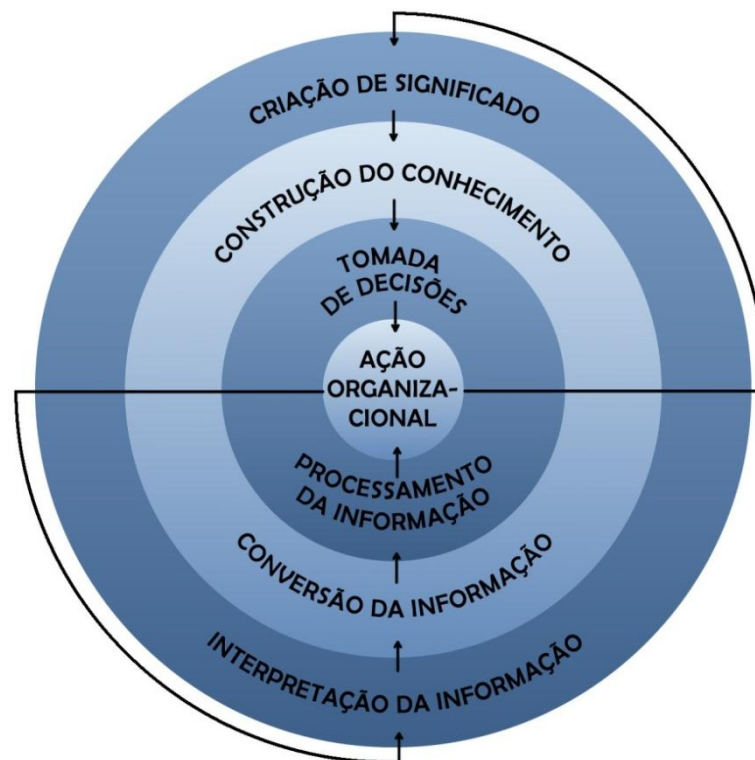 CRIAÇÃO DE SIGNIFICADO
CONSTRUÇÃO DO CONHECIMENTO
TOMADA
DE DECISÕES
AÇÃO
ORGANIZA-
CIONAL
PROCESSAMENTO
DA INFORMAÇÃO
CONVERSÃO DA INFORMAÇÃO
INTERPRETAÇÃO DA INFORMAÇÃO